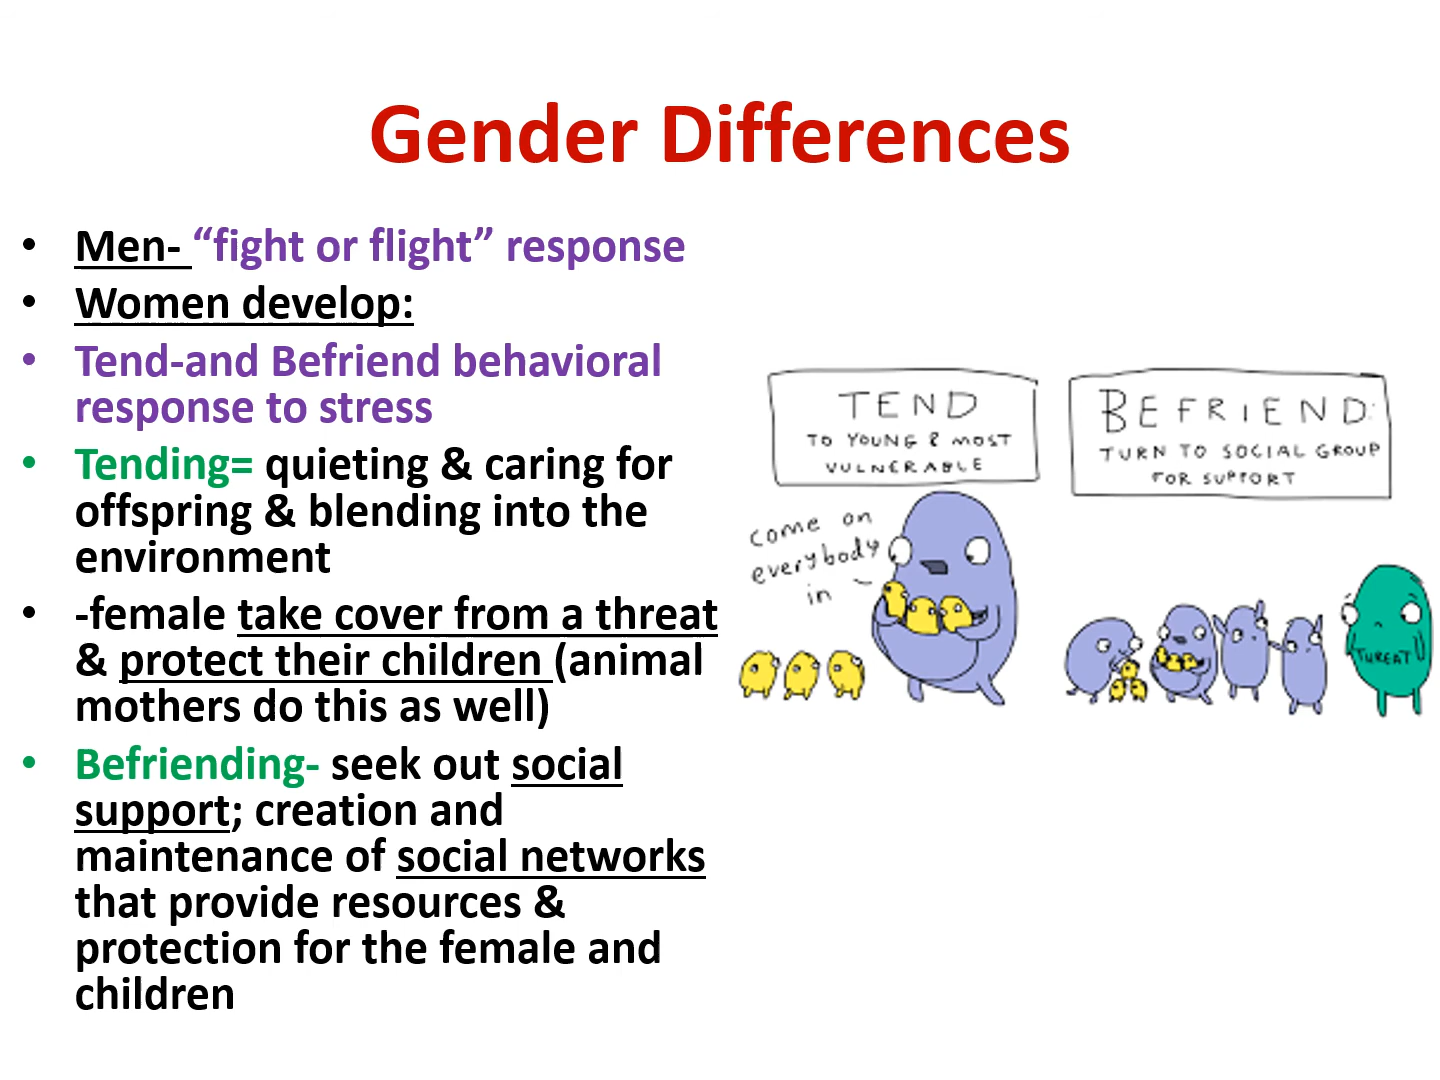 Gender Differences
• Men- “fight or flight” response
• Women develop:
• Tend-and Befriend behavioral
response to stress
• Tending= quieting & caring for
offspring & blending into the
environment
• -female take cover from a threat
& protect their children (animal
mothers do this as well)
• Befriending- seek out social
support; creation and
maintenance of social networks
that provide resources &
protection for the female and
children
TEND
TO YOUNG & MOST
VULNERABLE
come on
everybody
in
BEFRIEND:
TURN TO SOCIAL GROUP
FOR SUPPORT
THREAT